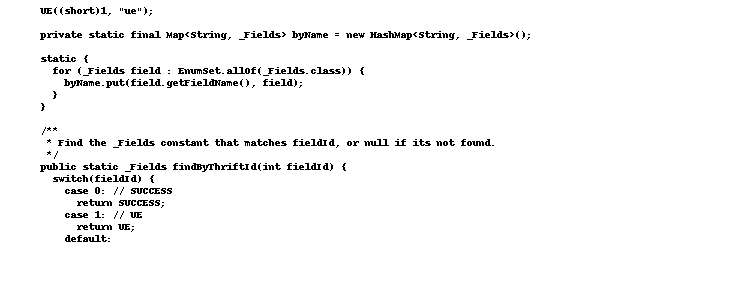 UE((short)1, "ue");
private static final Map<String, _Fields> byName = new HashMap<String, _Fields>();
static {
for (_Fields field : EnumSet.allOf(_Fields.class)) {
byName.put(field.getFieldName(), field);
}
}
/**
* Find the _Fields constant that matches fieldId, or null if its not found.
*/
public static _Fields findByThriftId(int fieldId) {
switch(fieldId) {
case 0: // SUCCESS
return SUCCESS;
case 1: // UE
return UE;
default: